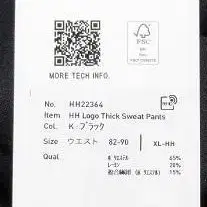 FSC
MORE TECH INFO.
No. HH22364
Item HH Logo Thick Sweat Pants
Col. K:ブラック
Size ウエスト 82-90 XL-HH
Qual 65%
20%
15%